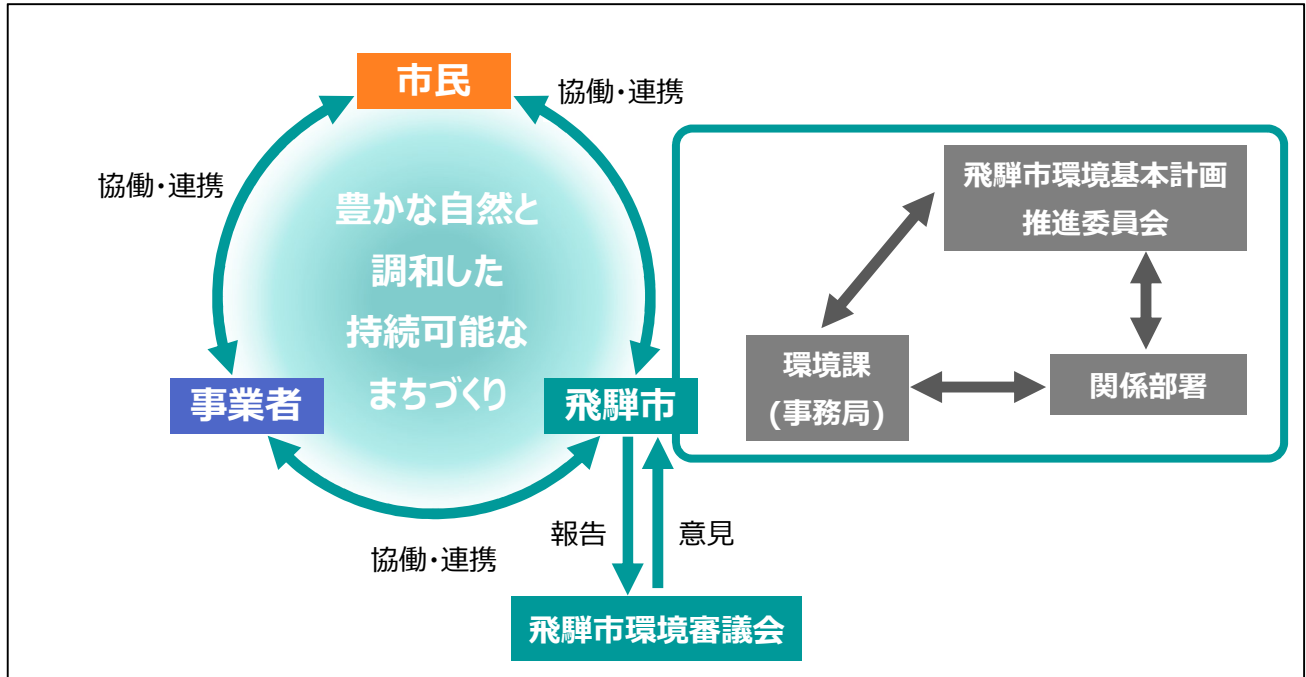 市民
協働・連携
協働・連携
豊かな自然と
調和した
持続可能な
まちづくり
飛騨市環境基本計画
推進委員会
環境課
(事務局)
関係部署
事業者
飛騨市
協働・連携
報告
意見
飛騨市環境審議会